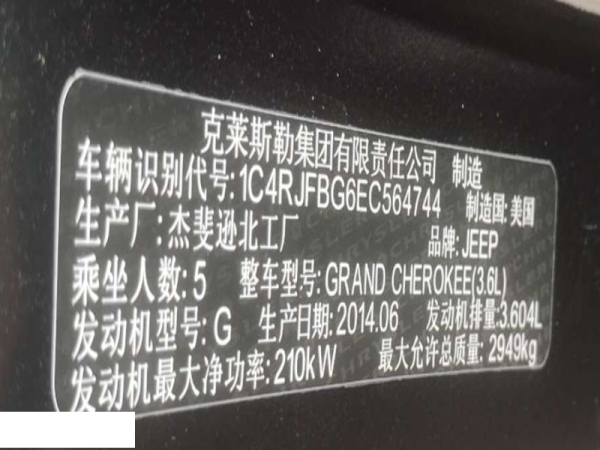 克莱斯勒集团有限责任公司 制造
车辆识别代号: 1C4RJFBG6EC564744 制造国: 美国
生产厂: 杰斐逊北工厂 品牌: JEEP
乘坐人数: 5 整车型号: GRAND CHEROKEE(3.6L)
发动机型号: G 生产日期: 2014.06 发动机排量: 3.604L
发动机最大净功率: 210kW 最大允许总质量: 2949kg